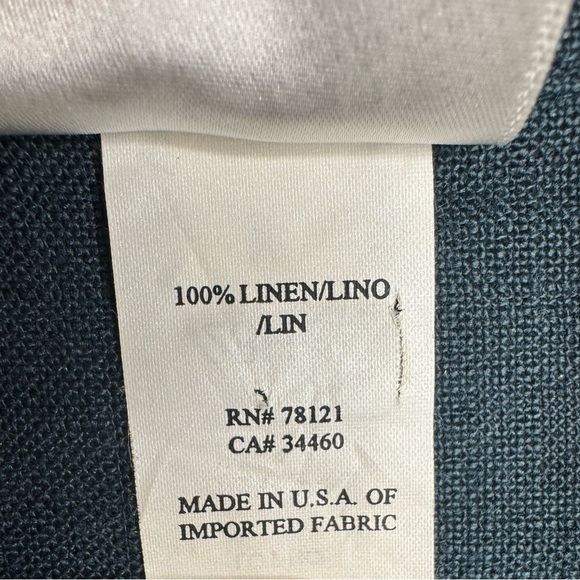 100% LINEN/LINO
/LIN
RN# 78121
CA# 34460
MADE IN U.S.A. OF
IMPORTED FABRIC